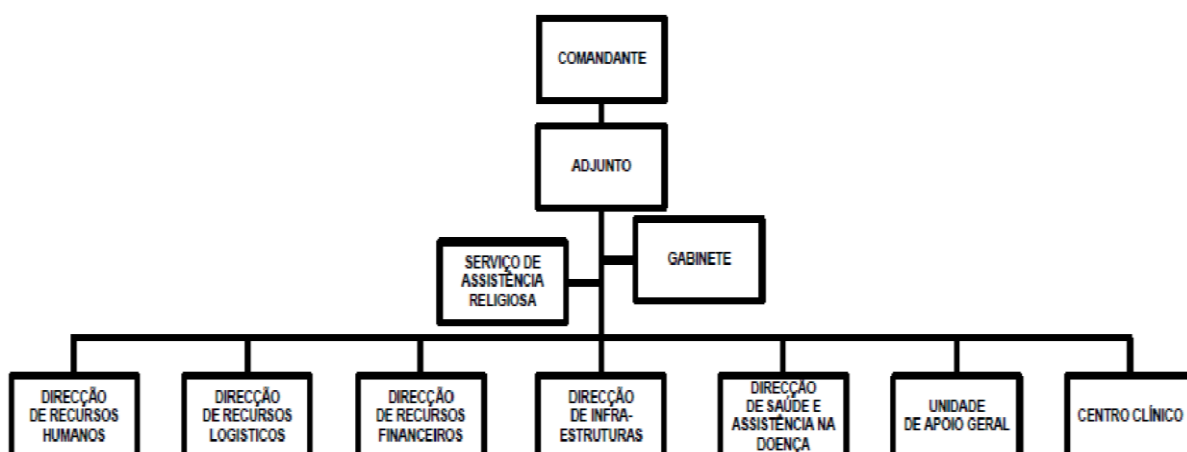 COMANDANTE
ADJUNTO
GABINETE
SERVIÇO DE
ASSISTÊNCIA
RELIGIOSA
DIRECÇÃO
DE RECURSOS
HUMANOS
DIRECÇÃO
DE RECURSOS
LOGISTICOS
DIRECÇÃO
DE RECURSOS
FINANCEIROS
DIRECÇÃO
DE INFRA-
ESTRUTURAS
DIRECÇÃO
DE SAÚDE E
ASSISTÊNCIA NA
DOENÇA
UNIDADE
DE APOIO GERAL
CENTRO CLÍNICO